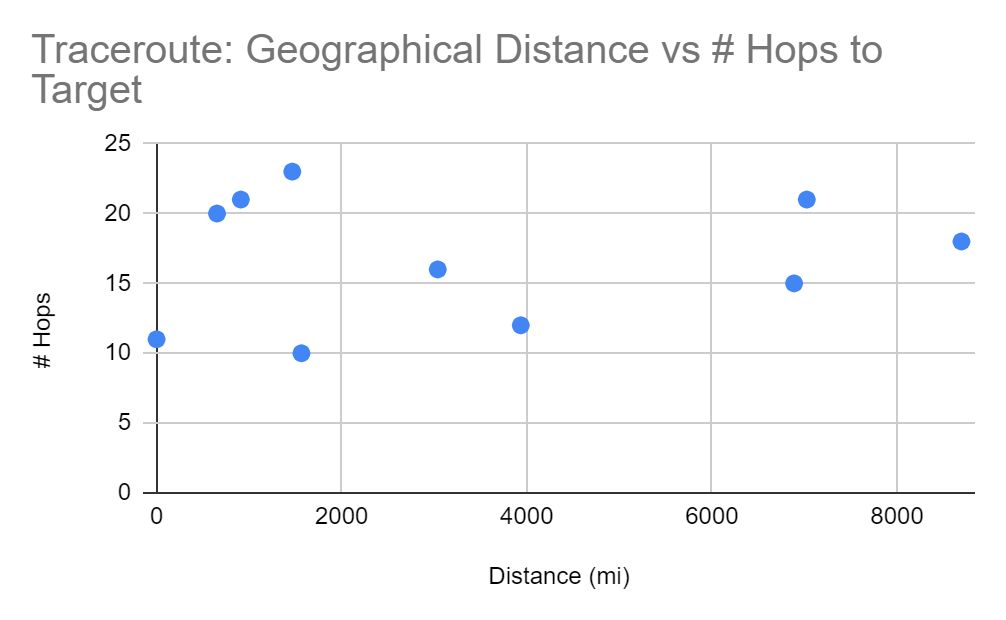 Traceroute: Geographical Distance vs # Hops to
Target
25
20
15
10
5
0
# Hops
0 2000 4000 6000 8000
Distance (mi)